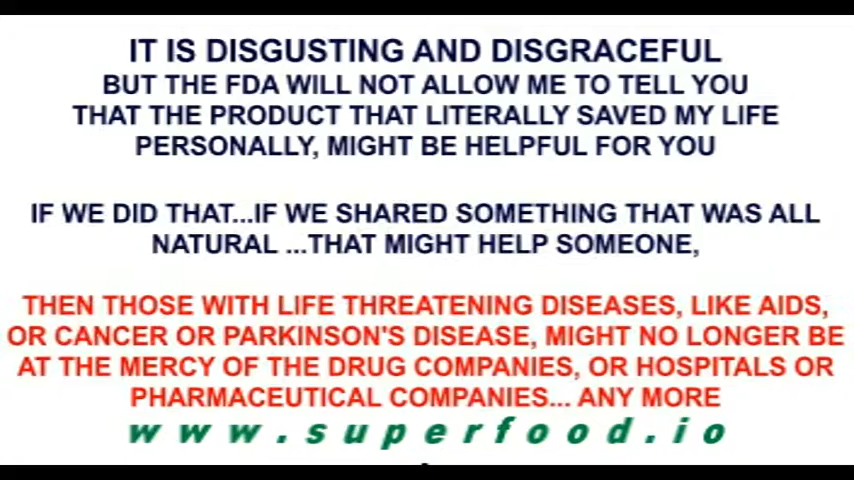 IT IS DISGUSTING AND DISGRACEFUL
BUT THE FDA WILL NOT ALLOW ME TO TELL YOU
THAT THE PRODUCT THAT LITERALLY SAVED MY LIFE
PERSONALLY, MIGHT BE HELPFUL FOR YOU
IF WE DID THAT...IF WE SHARED SOMETHING THAT WAS ALL
NATURAL ...THAT MIGHT HELP SOMEONE,
THEN THOSE WITH LIFE THREATENING DISEASES, LIKE AIDS,
OR CANCER OR PARKINSON'S DISEASE, MIGHT NO LONGER BE
AT THE MERCY OF THE DRUG COMPANIES, OR HOSPITALS OR
PHARMACEUTICAL COMPANIES... ANY MORE
www.superfood.io